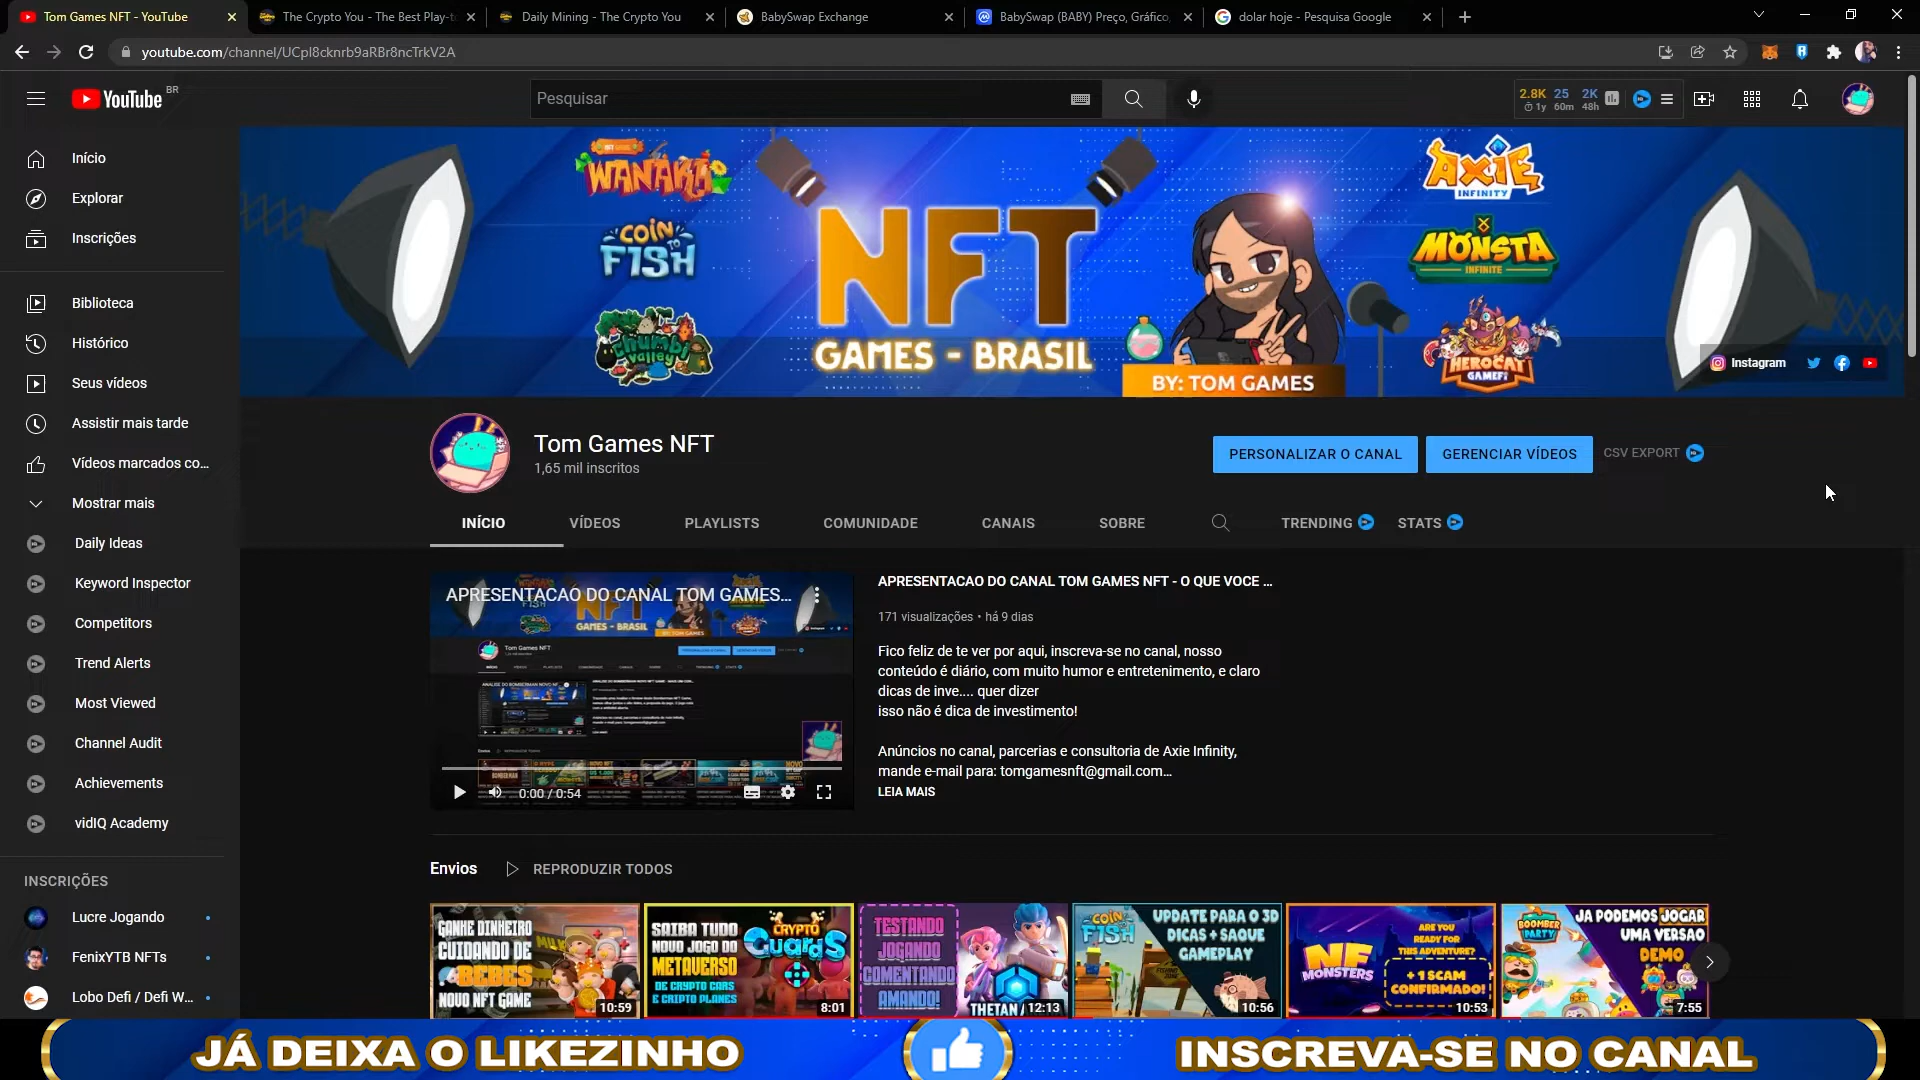 Tom Games NFT - YouTube
The Crypto You - The Best Play-to
Daily Mining - The Crypto You
BabySwap Exchange
BabySwap (BABY) Preço, Gráfico,
dolar hoje - Pesquisa Google
youtube.com/channel/UCpl8cknrb9aRBr8ncTrkV2A
YouTube BR
Pesquisar
2.8K 25 2K
1y 60m 48h
Início
Explorar
Inscrições
Biblioteca
Histórico
Seus vídeos
Assistir mais tarde
Vídeos marcados co...
Mostrar mais
Daily Ideas
Keyword Inspector
Competitors
Trend Alerts
Most Viewed
Channel Audit
Achievements
vidIQ Academy
INSCRIÇÕES
Lucre Jogando
FenixYTB NFTs
Lobo Defi / Defi W...
WANAKA
COIN TO FISH
Chumbi Valley
NFT
GAMES - BRASIL
BY: TOM GAMES
AXIE
INFINITY
MONSTA
INFINITE
HEROCAT
GAMEFI
Instagram
Tom Games NFT
1,65 mil inscritos
PERSONALIZAR O CANAL
GERENCIAR VÍDEOS
CSV EXPORT
INÍCIO
VÍDEOS
PLAYLISTS
COMUNIDADE
CANAIS
SOBRE
TRENDING
STATS
APRESENTACAO DO CANAL TOM GAMES...
0:00 / 0:54
APRESENTACAO DO CANAL TOM GAMES NFT - O QUE VOCE ...
171 visualizações • há 9 dias
Fico feliz de te ver por aqui, inscreva-se no canal, nosso
conteúdo é diário, com muito humor e entretenimento, e claro
dicas de inve.... quer dizer
isso não é dica de investimento!
Anúncios no canal, parcerias e consultoria de Axie Infinity,
mande e-mail para: tomgamesnft@gmail.com...
LEIA MAIS
Envios
REPRODUZIR TODOS
GANHE DINHEIRO
CUIDANDO DE
BEBES
NOVO NFT GAME
10:59
SAIBA TUDO
NOVO JOGO DO
METAVERSO
DE CRYPTO CARS
E CRIPTO PLANES
CRYPTO
GUARDS
8:01
TESTANDO
JOGANDO
COMENTANDO
AMANDO!
THETAN
12:13
COIN TO FISH
UPDATE PARA O 3D
DICAS + SAQUE
GAMEPLAY
10:56
NF
MONSTERS
ARE YOU
READY FOR
THIS ADVENTURE?
+ 1 SCAM
CONFIRMADO!
10:53
BOOMBER
PARTY
JA PODEMOS JOGAR
UMA VERSAO
DEMO
7:55
JÁ DEIXA O LIKEZINHO
INSCREVA-SE NO CANAL